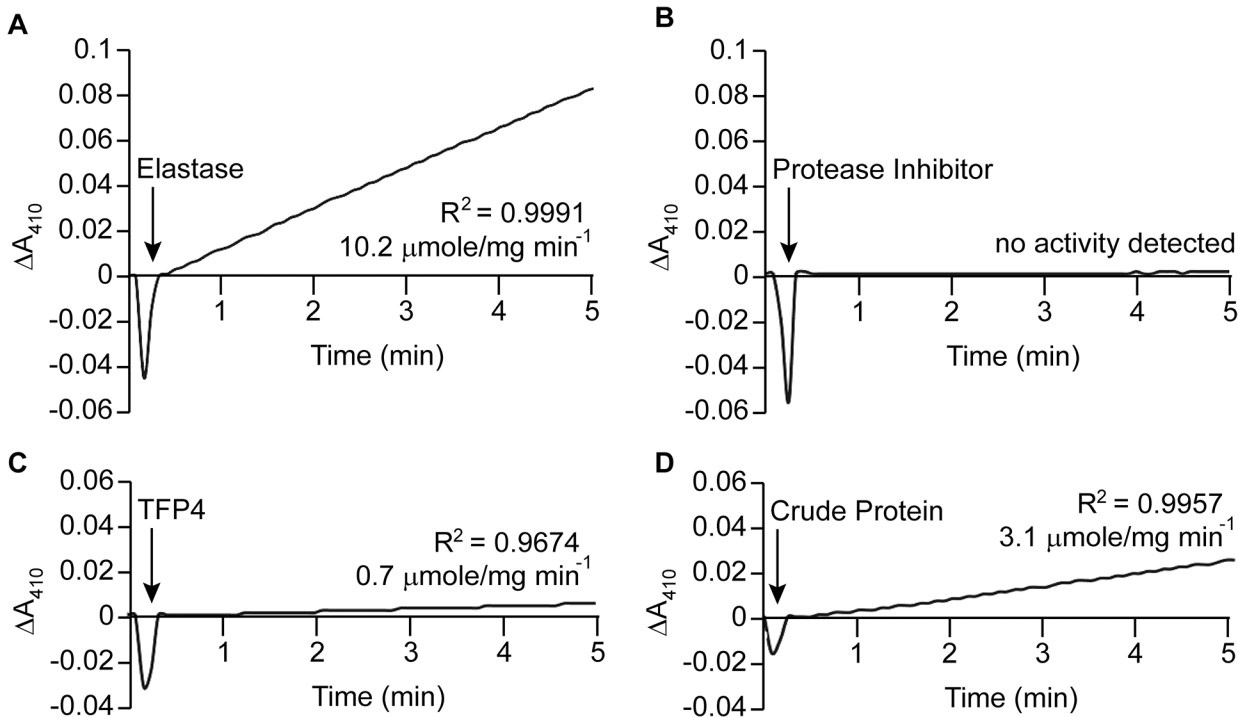 A
0.1
0.08
0.06
0.04
0.02
0
-0.02
-0.04
-0.06
ΔA410
Elastase
R2 = 0.9991
10.2 μmole/mg min-1
1 2 3 4 5
Time (min)
B
0.1
0.08
0.06
0.04
0.02
0
-0.02
-0.04
-0.06
ΔA410
Protease Inhibitor
no activity detected
1 2 3 4 5
Time (min)
C
0.06
0.04
0.02
0
-0.02
-0.04
ΔA410
TFP4
R2 = 0.9674
0.7 μmole/mg min-1
1 2 3 4 5
Time (min)
D
0.06
0.04
0.02
0
-0.02
-0.04
ΔA410
Crude Protein
R2 = 0.9957
3.1 μmole/mg min-1
1 2 3 4 5
Time (min)